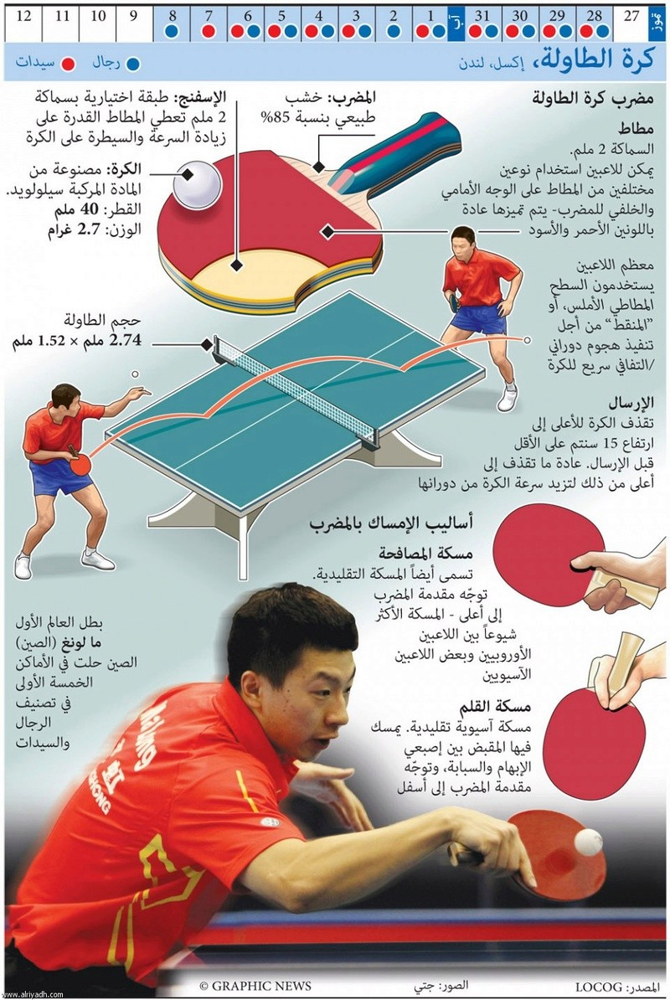 تموز 27 28 29 30 31 آب 1 2 3 4 5 6 7 8 9 10 11 12
كرة الطاولة، إكسل، لندن
رجال
سيدات
مضرب كرة الطاولة
مطاط
السماكة 2 ملم.
يمكن للاعبين استخدام نوعين
مختلفين من المطاط على الوجه الأمامي
والخلفي للمضرب- يتم تميزها عادة
باللونين الأحمر والأسود
المضرب: خشب
طبيعي بنسبة 85%
الإسفنج: طبقة اختيارية بسماكة
2 ملم تعطي المطاط القدرة على
زيادة السرعة والسيطرة على الكرة
الكرة: مصنوعة من
المادة المركبة سيلولويد.
القطر: 40 ملم
الوزن: 2.7 غرام
معظم اللاعبين
يستخدمون السطح
المطاطي الأملس، أو
"المنقط" من أجل
تنفيذ هجوم دوراني
/التفافي سريع للكرة
حجم الطاولة
2.74 ملم × 1.52 ملم
الإرسال
تقذف الكرة للأعلى إلى
ارتفاع 15 سنتم على الأقل
قبل الإرسال. عادة ما تقذف إلى
أعلى من ذلك لتزيد سرعة الكرة من دورانها
أساليب الإمساك بالمضرب
مسكة المصافحة
تسمى أيضاً المسكة التقليدية.
توجّه مقدمة المضرب
إلى أعلى - المسكة الأكثر
شيوعاً بين اللاعبين
الأوروبيين وبعض اللاعبين
الآسيويين
مسكة القلم
مسكة آسيوية تقليدية. يمسك
فيها المقبض بين إصبعي
الإبهام والسبابة، وتوجّه
مقدمة المضرب إلى أسفل
بطل العالم الأول
ما لونغ (الصين)
الصين حلت في الأماكن
الخمسة الأولى
في تصنيف
الرجال
والسيدات
المصدر: LOCOG
الصور: جتي
© GRAPHIC NEWS
www.alriyadh.com